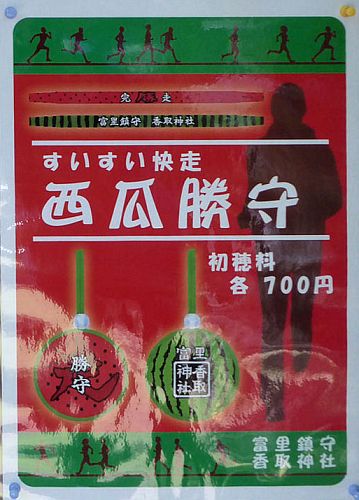 完走
富里鎮守 香取神社
すいすい快走
西瓜勝守
初穂料
各 700円
勝守
富里香取神社
富里鎮守
香取神社